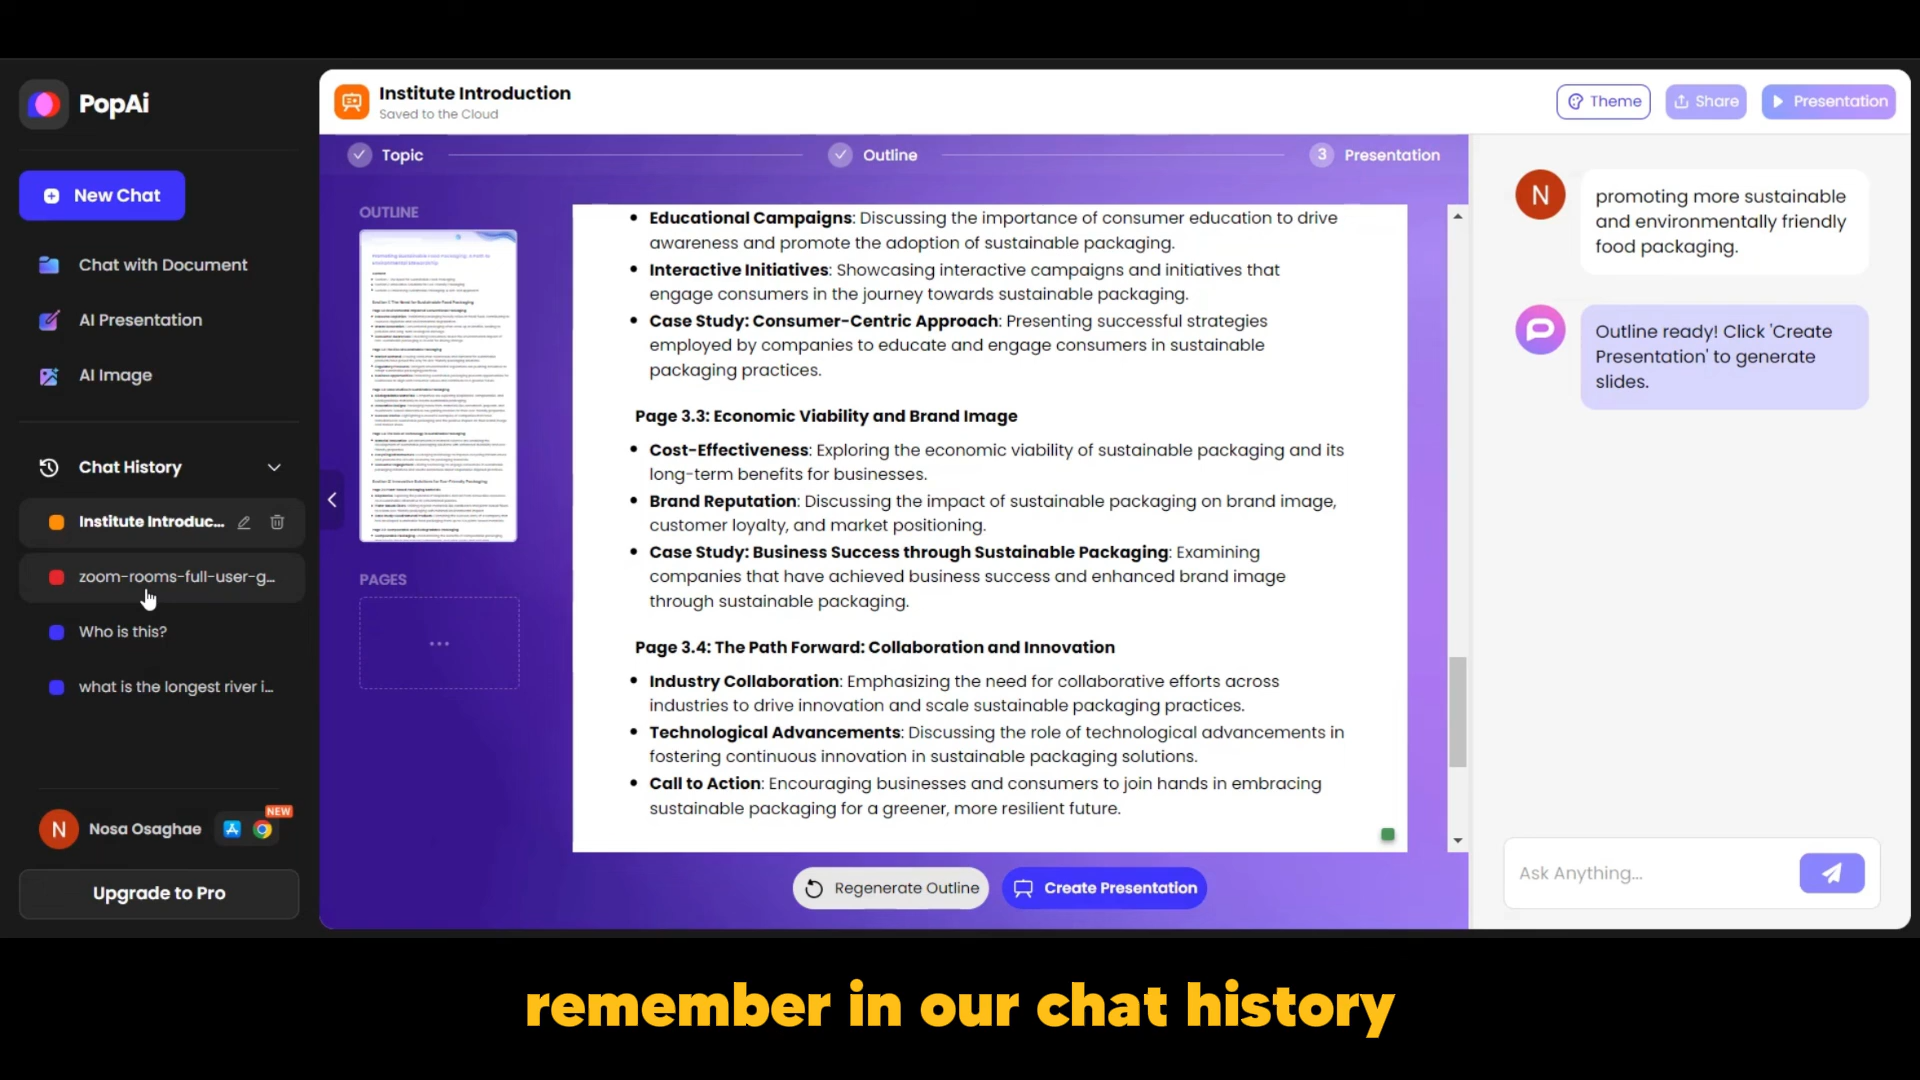 PopAi
New Chat
Chat with Document
AI Presentation
AI Image
Chat History
Institute Introduc...
zoom-rooms-full-user-g...
Who is this?
what is the longest river i...
NEW
N
Nosa Osaghae
Upgrade to Pro
Institute Introduction
Saved to the Cloud
Theme
Share
Presentation
Topic
Outline
3
Presentation
OUTLINE
PAGES
...
• Educational Campaigns: Discussing the importance of consumer education to drive
awareness and promote the adoption of sustainable packaging.
• Interactive Initiatives: Showcasing interactive campaigns and initiatives that
engage consumers in the journey towards sustainable packaging.
• Case Study: Consumer-Centric Approach: Presenting successful strategies
employed by companies to educate and engage consumers in sustainable
packaging practices.
Page 3.3: Economic Viability and Brand Image
• Cost-Effectiveness: Exploring the economic viability of sustainable packaging and its
long-term benefits for businesses.
• Brand Reputation: Discussing the impact of sustainable packaging on brand image,
customer loyalty, and market positioning.
• Case Study: Business Success through Sustainable Packaging: Examining
companies that have achieved business success and enhanced brand image
through sustainable packaging.
Page 3.4: The Path Forward: Collaboration and Innovation
• Industry Collaboration: Emphasizing the need for collaborative efforts across
industries to drive innovation and scale sustainable packaging practices.
• Technological Advancements: Discussing the role of technological advancements in
fostering continuous innovation in sustainable packaging solutions.
• Call to Action: Encouraging businesses and consumers to join hands in embracing
sustainable packaging for a greener, more resilient future.
Regenerate Outline
Create Presentation
N
promoting more sustainable
and environmentally friendly
food packaging.
Outline ready! Click 'Create
Presentation' to generate
slides.
Ask Anything...
remember in our chat history